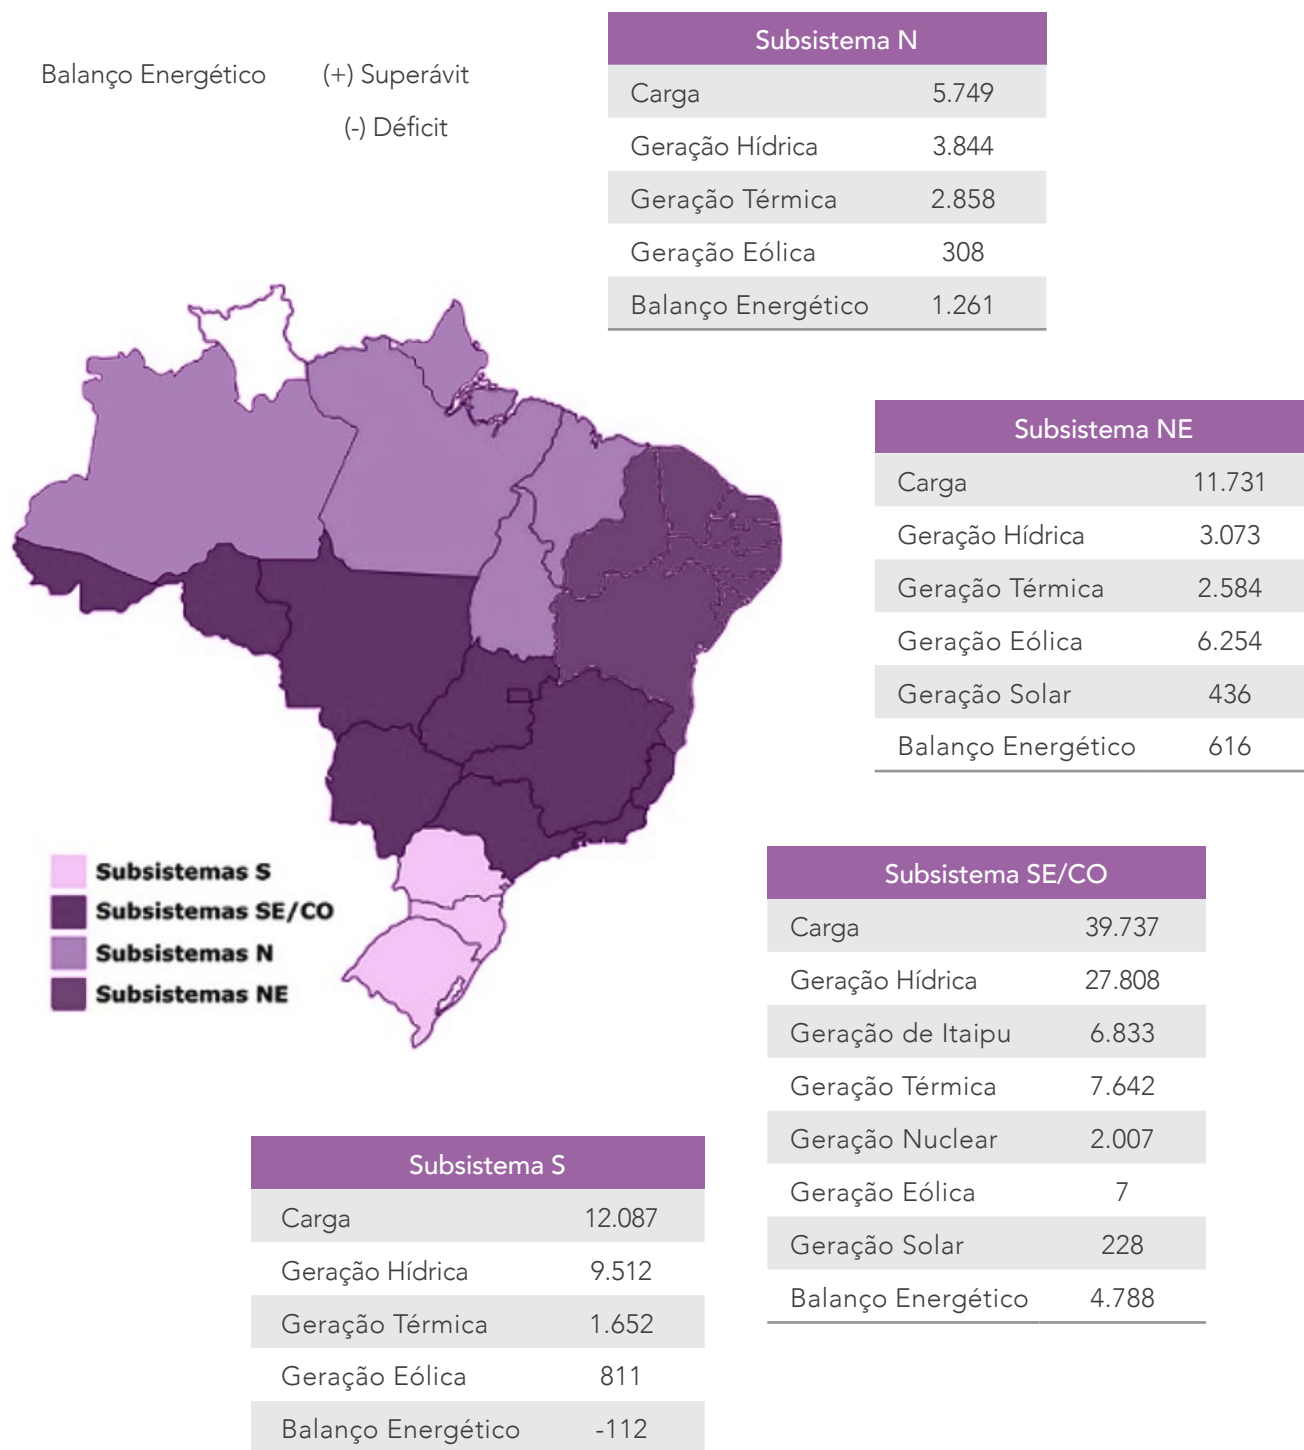 Balanço Energético (+) Superávit
(-) Déficit
Subsistema N
Carga 5.749
Geração Hídrica 3.844
Geração Térmica 2.858
Geração Eólica 308
Balanço Energético 1.261
Subsistema NE
Carga 11.731
Geração Hídrica 3.073
Geração Térmica 2.584
Geração Eólica 6.254
Geração Solar 436
Balanço Energético 616
Subsistemas S
Subsistemas SE/CO
Subsistemas N
Subsistemas NE
Subsistema SE/CO
Carga 39.737
Geração Hídrica 27.808
Geração de Itaipu 6.833
Geração Térmica 7.642
Geração Nuclear 2.007
Geração Eólica 7
Geração Solar 228
Balanço Energético 4.788
Subsistema S
Carga 12.087
Geração Hídrica 9.512
Geração Térmica 1.652
Geração Eólica 811
Balanço Energético -112